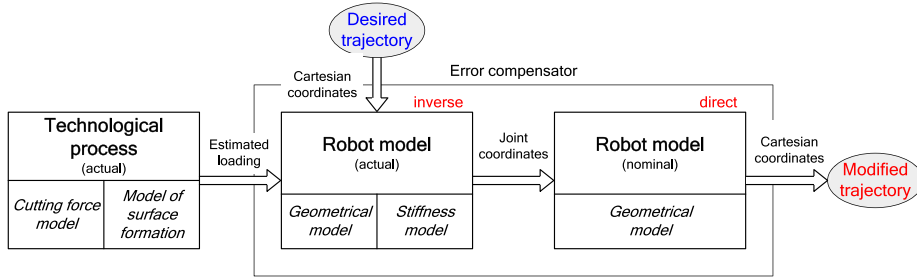 Desired
trajectory
Cartesian
coordinates
Error compensator
inverse
direct
Technological
process
(actual)
Cutting force
model
Model of
surface
formation
Estimated
loading
Robot model
(actual)
Geometrical
model
Stiffness
model
Joint
coordinates
Robot model
(nominal)
Geometrical
model
Cartesian
coordinates
Modified
trajectory